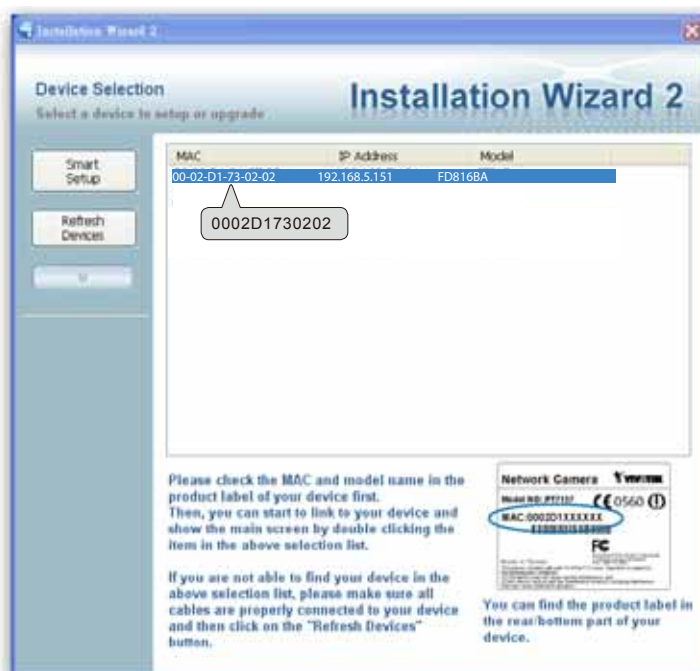 Installation Wizard 2
Device Selection
Select a device to setup or upgrade
Installation Wizard 2
Smart
Setup
Refresh
Devices
MAC IP Address Model
00-02-D1-73-02-02 192.168.5.151 FD816BA
0002D1730202
Please check the MAC and model name in the
product label of your device first.
Then, you can start to link to your device and
show the main screen by double clicking the
item in the above selection list.
If you are not able to find your device in the
above selection list, please make sure all
cables are properly connected to your device
and then click on the "Refresh Devices"
button.
Network Camera VIVOTEK
Model NO: PT7137 CE0560
MAC:0002D1XXXXXX
FC
You can find the product label in
the rear/bottom part of your
device.